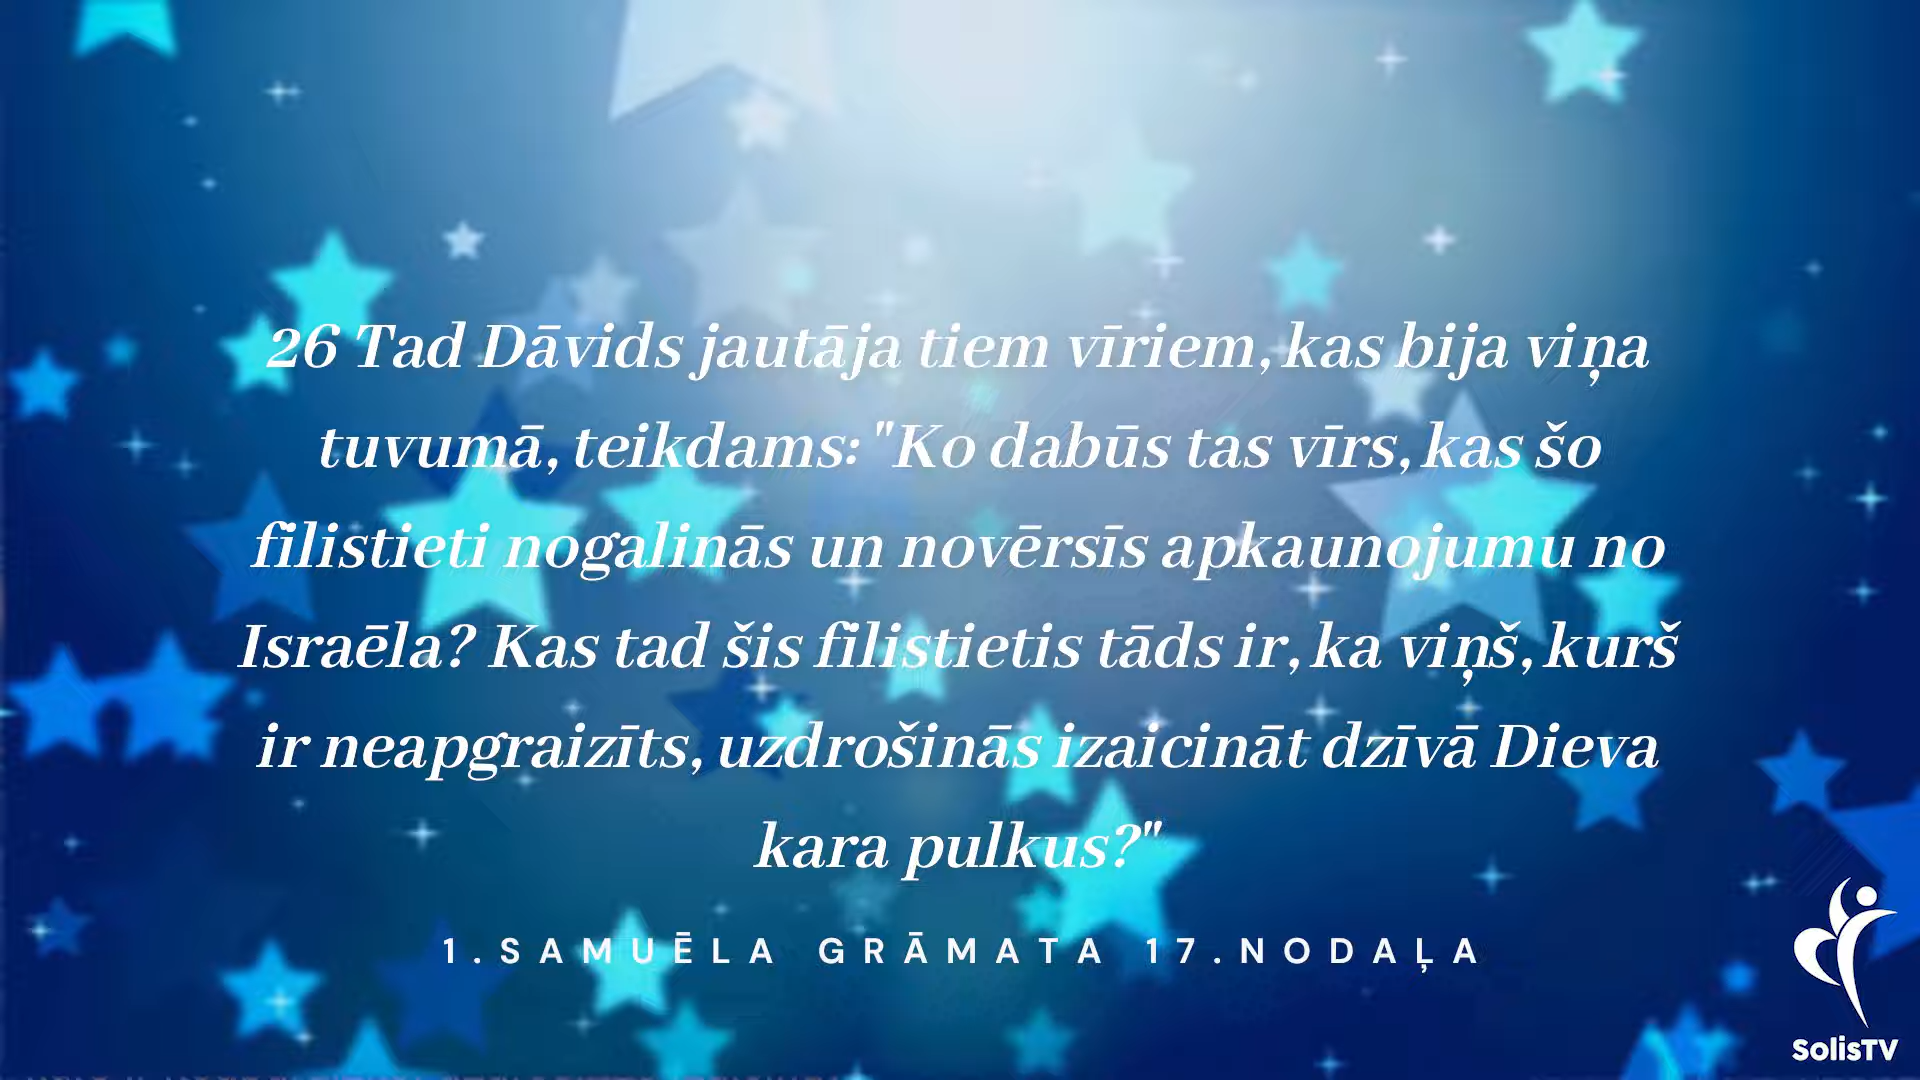 26 Tad Dāvids jautāja tiem vīriem, kas bija viņa
tuvumā, teikdams: "Ko dabūs tas vīrs, kas šo
filistieti nogalinās un novērsīs apkaunojumu no
Israēla? Kas tad šis filistietis tāds ir, ka viņš, kurš
ir neapgraizīts, uzdrošinās izaicināt dzīvā Dieva
kara pulkus?"
1.SAMUĒLA GRĀMATA 17.NODAĻA
SolisTV